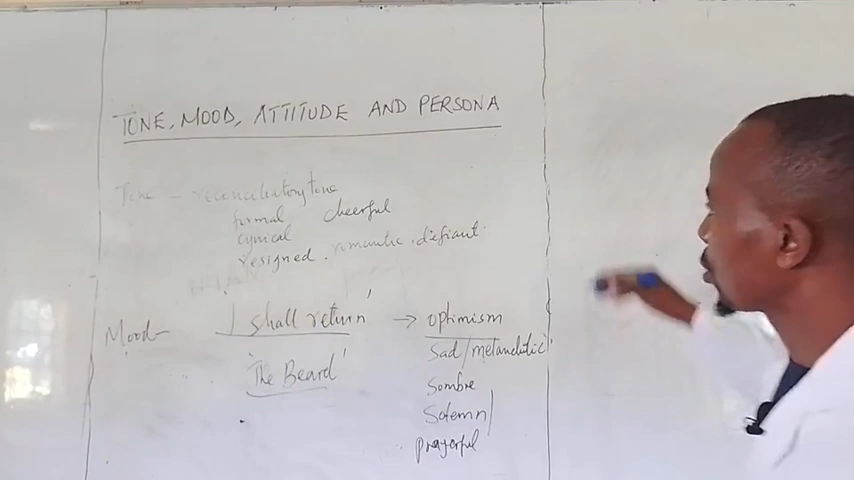 TONE, MOOD, ATTITUDE AND PERSONA
Tone - reconciliatory tone
formal cheerful
cynical
resigned. romantic. defiant.
Mood- 'I shall return' → optimism
Sad/metancholic'
'The Beard'
Sombre
Solemn/
prayerful